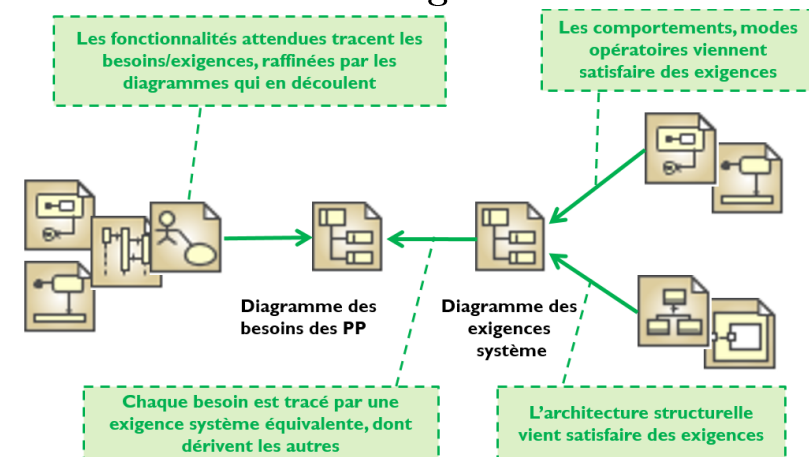 Les fonctionnalités attendues tracent les
besoins/exigences, raffinées par les
diagrammes qui en découlent
Les comportements, modes
opératoires viennent
satisfaire des exigences
Diagramme des
besoins des PP
Diagramme des
exigences
système
Chaque besoin est tracé par une
exigence système équivalente, dont
dérivent les autres
L'architecture structurelle
vient satisfaire des exigences